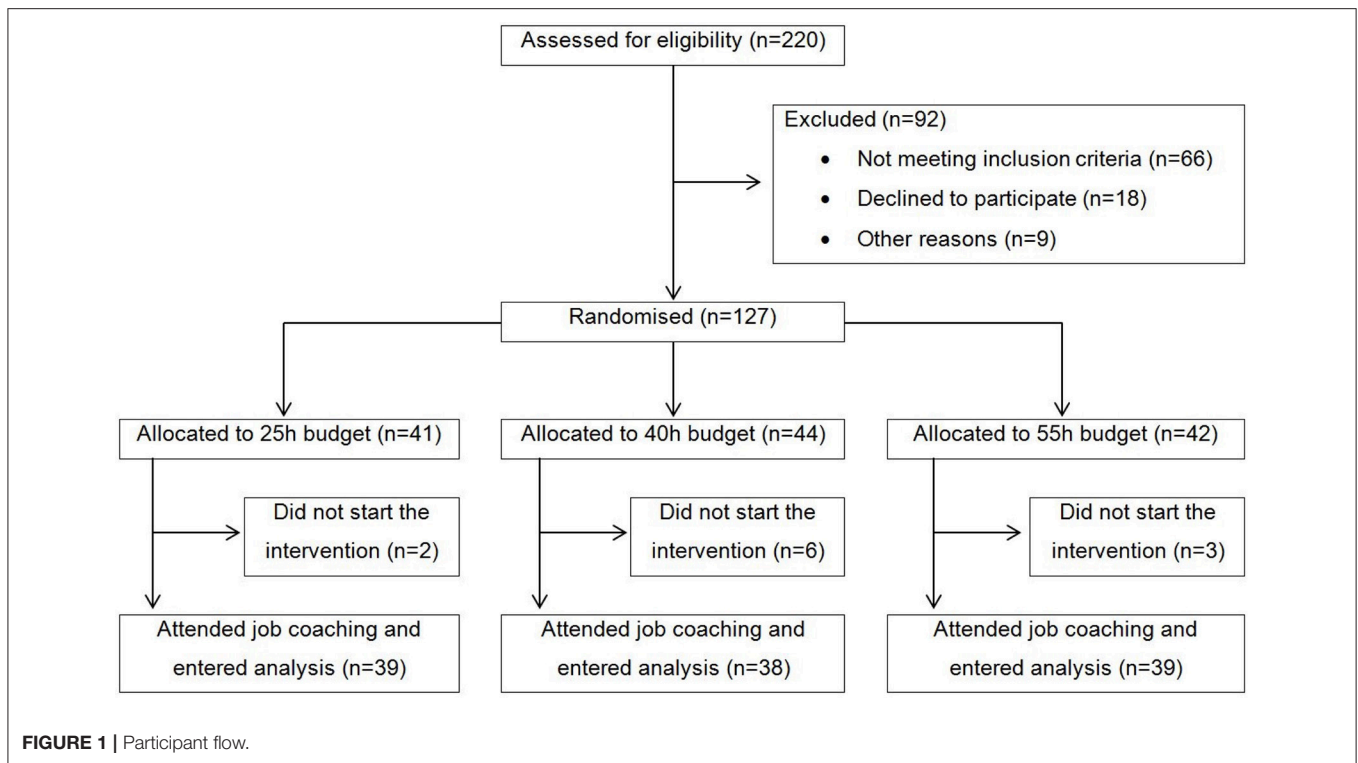 Assessed for eligibility (n=220)
Excluded (n=92)
• Not meeting inclusion criteria (n=66)
• Declined to participate (n=18)
• Other reasons (n=9)
Randomised (n=127)
Allocated to 25h budget (n=41)
Allocated to 40h budget (n=44)
Allocated to 55h budget (n=42)
Did not start the
intervention (n=2)
Did not start the
intervention (n=6)
Did not start the
intervention (n=3)
Attended job coaching and
entered analysis (n=39)
Attended job coaching and
entered analysis (n=38)
Attended job coaching and
entered analysis (n=39)
FIGURE 1 | Participant flow.